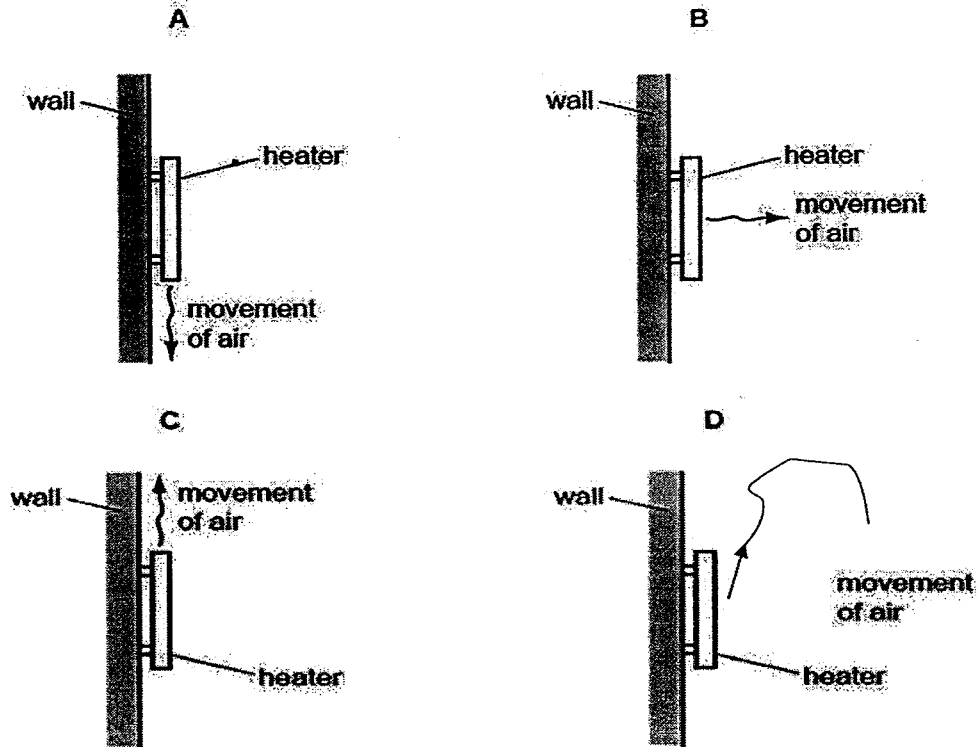 A
wall
heater
movement
of air
B
wall
heater
movement
of air
C
wall
movement
of air
heater
D
wall
movement
of air
heater